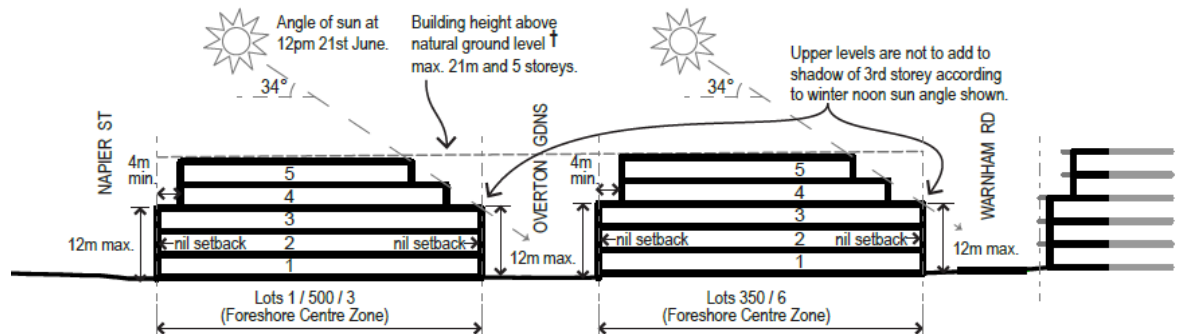 Angle of sun at
12pm 21st June.
Building height above
natural ground level †
max. 21m and 5 storeys.
Upper levels are not to add to
shadow of 3rd storey according
to winter noon sun angle shown.
34°
34°
NAPIER ST
OVERTON GDNS
WARNHAM RD
4m
min.
5
4
3
nil setback
2
nil setback
1
12m max.
12m max.
4m
min.
5
4
3
nil setback
2
nil setback
1
12m max.
Lots 1 / 500 / 3
(Foreshore Centre Zone)
Lots 350 / 6
(Foreshore Centre Zone)